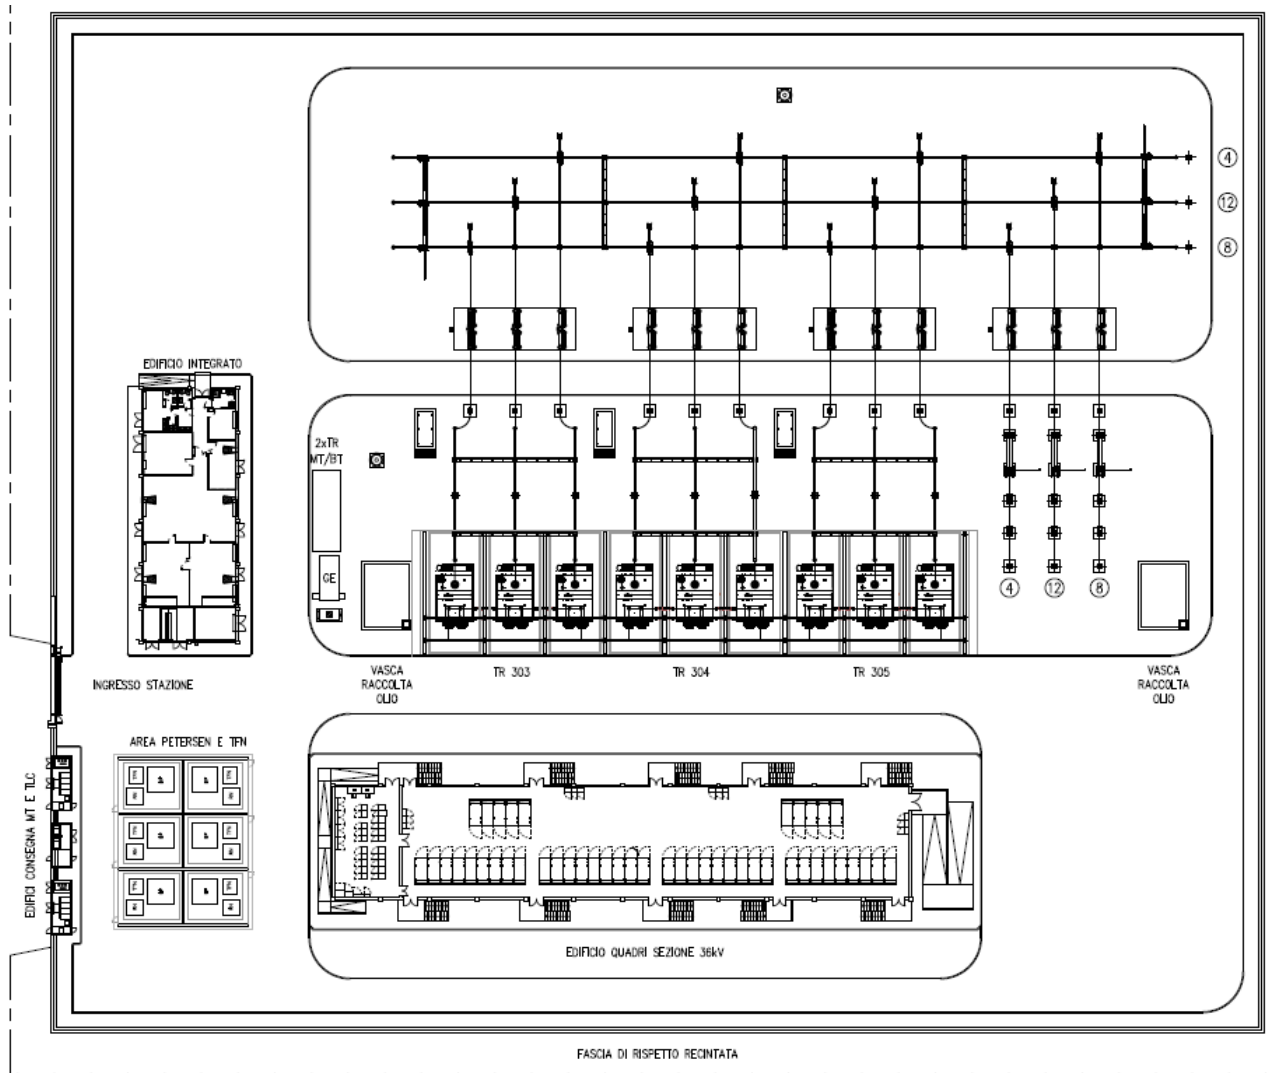 4
12
8
EDIFICIO INTEGRATO
2xTR
MT/BT
GE
4
12
8
VASCA
RACCOLTA
OLIO
TR 303
TR 304
TR 305
VASCA
RACCOLTA
OLIO
INGRESSO STAZIONE
AREA PETERSEN E TFN
EDIFICI CONSEGNA MT E TLC
EDIFICIO QUADRI SEZIONE 36kV
FASCIA DI RISPETTO RECINTATA